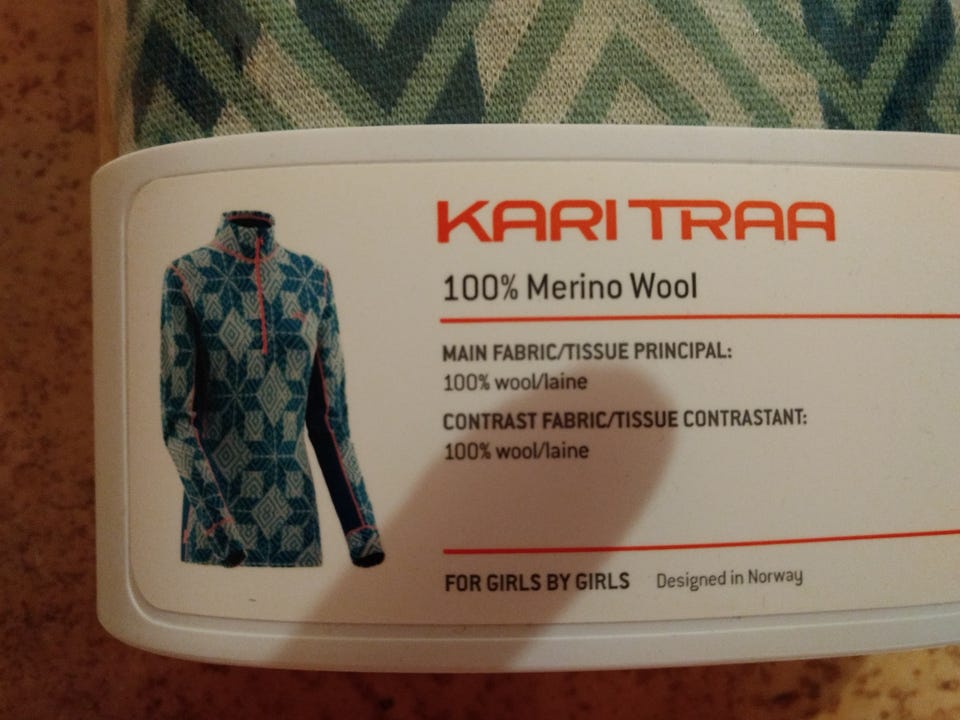 KARI TRAA
100% Merino Wool
MAIN FABRIC/TISSUE PRINCIPAL:
100% wool/laine
CONTRAST FABRIC/TISSUE CONTRASTANT:
100% wool/laine
FOR GIRLS BY GIRLS Designed in Norway